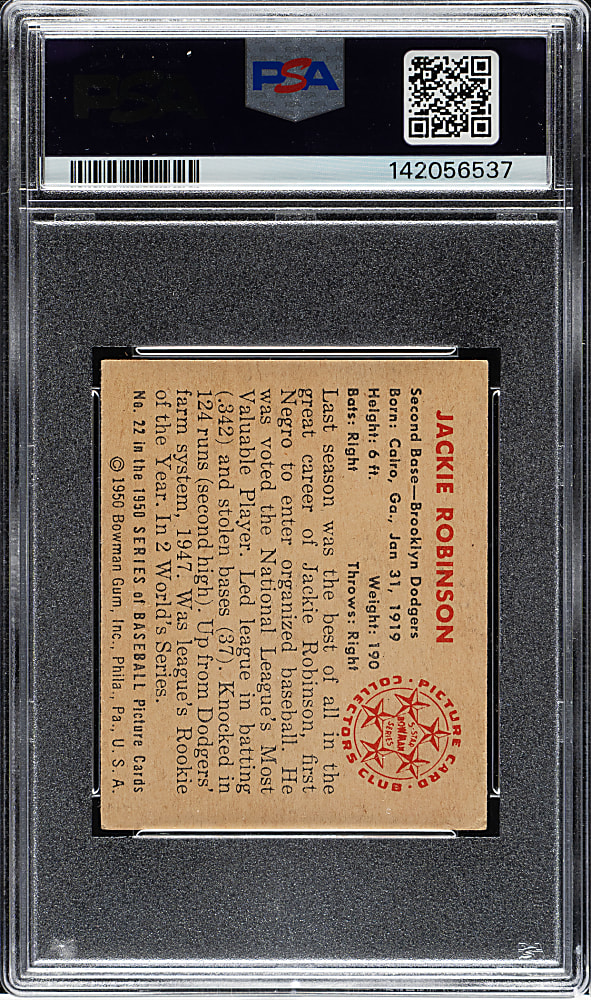 PSA
PSA
142056537
JACKIE ROBINSON
Second Base—Brooklyn Dodgers
Born: Cairo, Ga., Jan 31, 1919
Height: 6 ft. Weight: 190
Bats: Right Throws: Right
PICTURE CARD
COLLECTORS CLUB
5-STAR
BOWMAN
SERIES
Last season was the best of all in the
great career of Jackie Robinson, first
Negro to enter organized baseball. He
was voted the National League's Most
Valuable Player. Led league in batting
(.342) and stolen bases (37). Knocked in
124 runs (second high). Up from Dodgers'
farm system, 1947. Was league's Rookie
of the Year. In 2 World's Series.
No. 22 in the 1950 SERIES of BASEBALL Picture Cards
© 1950 Bowman Gum, Inc., Phila., Pa., U. S. A.